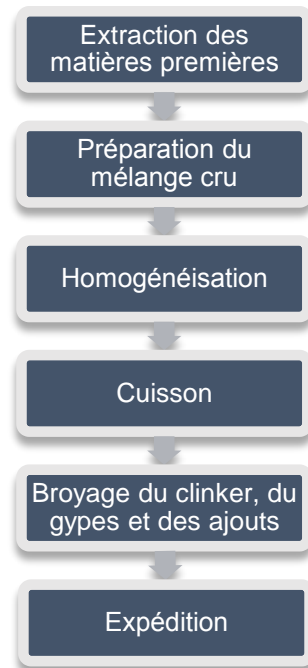 Extraction des
matières premières
Préparation du
mélange cru
Homogénéisation
Cuisson
Broyage du clinker, du
gypes et des ajouts
Expédition